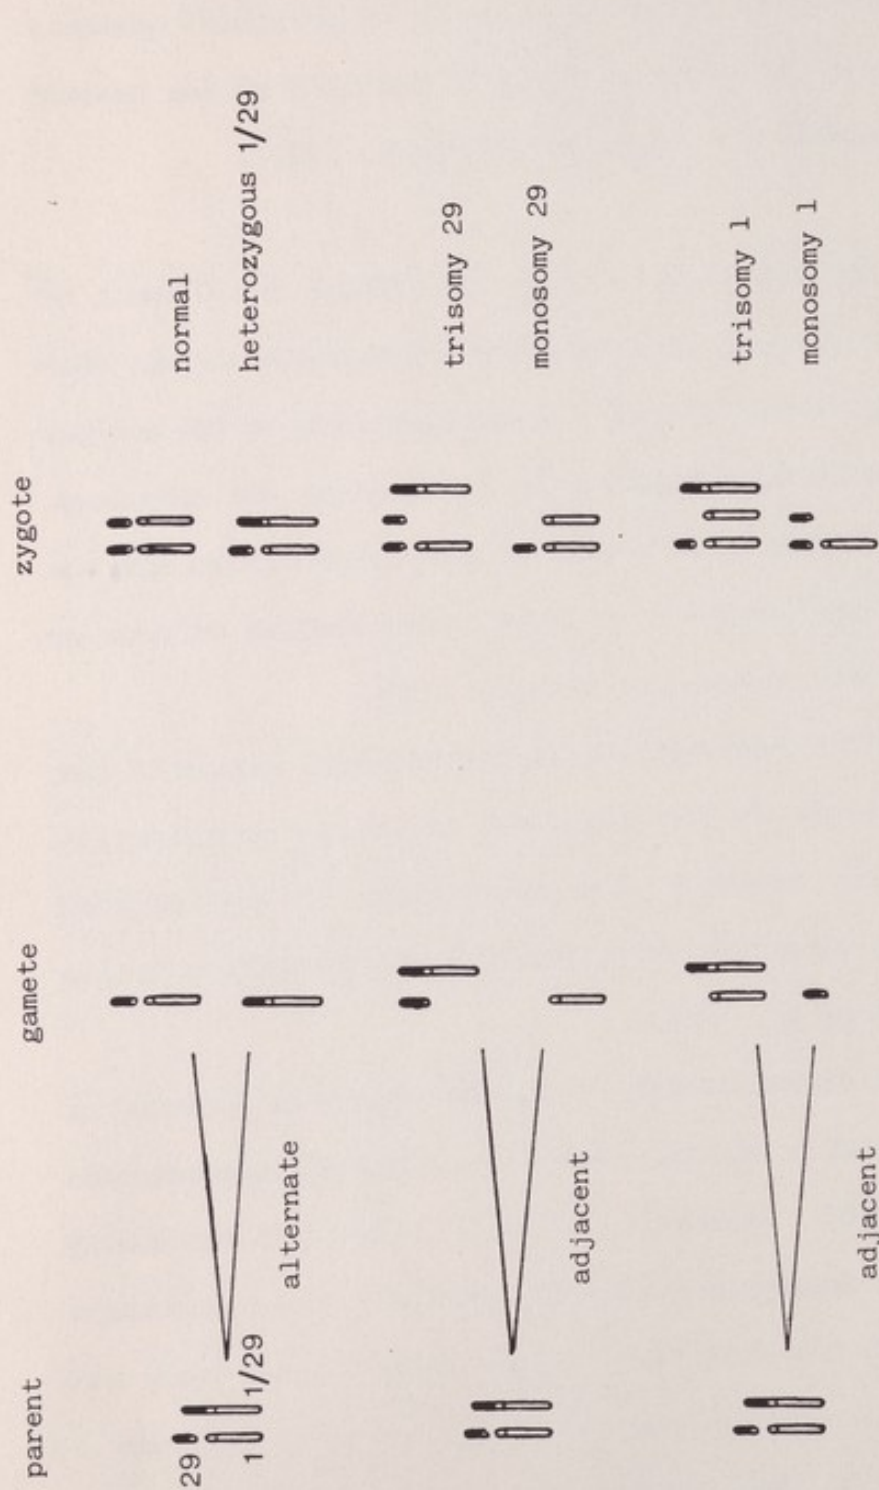 parent gamete zygote
29
1 1/29
alternate
normal
heterozygous 1/29
adjacent
trisomy 29
monosomy 29
adjacent
trisomy 1
monosomy 1